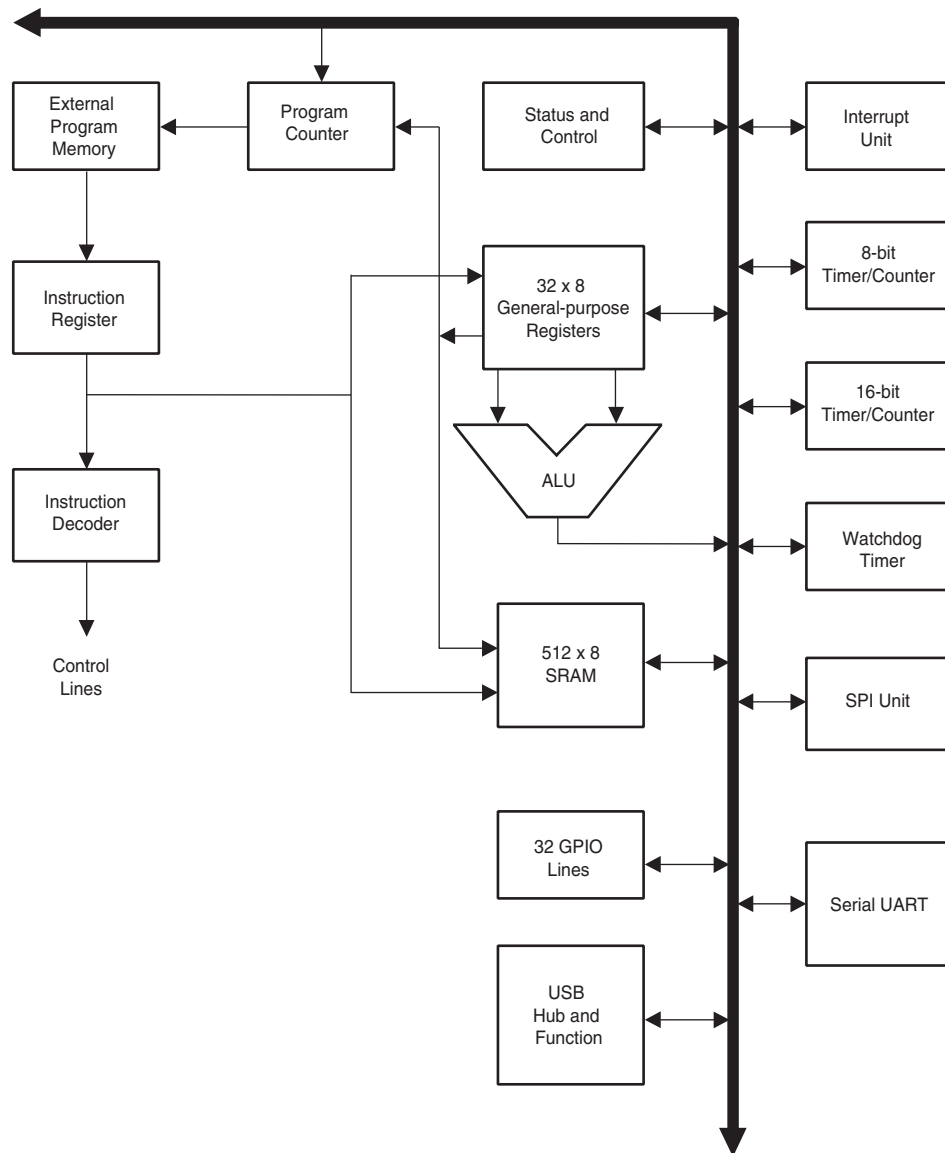 External
Program
Memory
Program
Counter
Status and
Control
Interrupt
Unit
Instruction
Register
32 x 8
General-purpose
Registers
8-bit
Timer/Counter
16-bit
Timer/Counter
Instruction
Decoder
ALU
Watchdog
Timer
Control
Lines
512 x 8
SRAM
SPI Unit
32 GPIO
Lines
Serial UART
USB
Hub and
Function